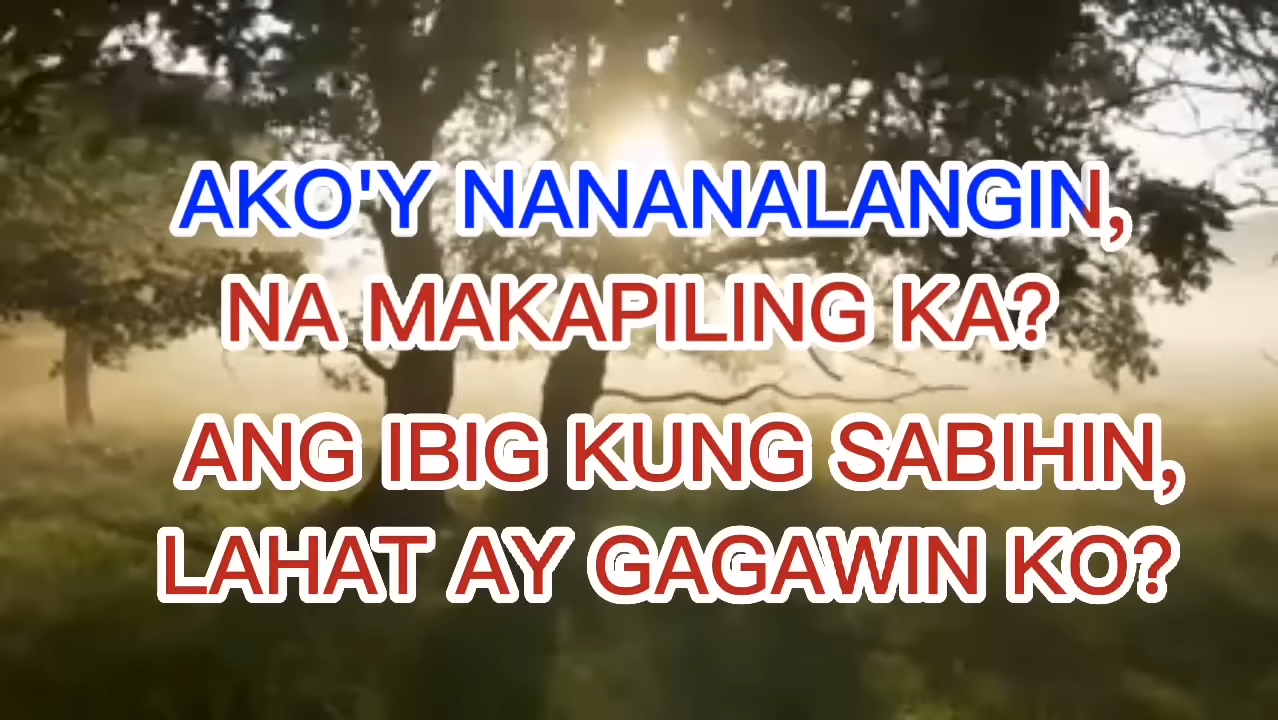 AKO'Y NANANALANGIN,
NA MAKAPILING KA?
ANG IBIG KUNG SABIHIN,
LAHAT AY GAGAWIN KO?